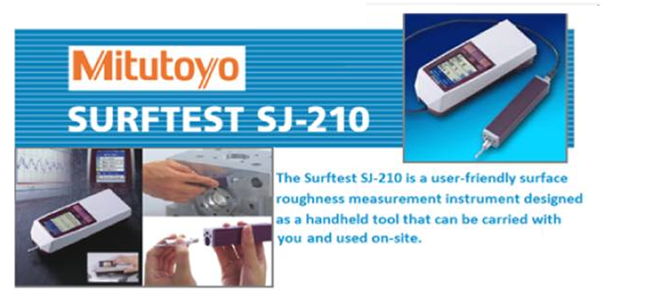 Mitutoyo
SURFTEST SJ-210
The Surftest SJ-210 is a user-friendly surface
roughness measurement instrument designed
as a handheld tool that can be carried with
you and used on-site.